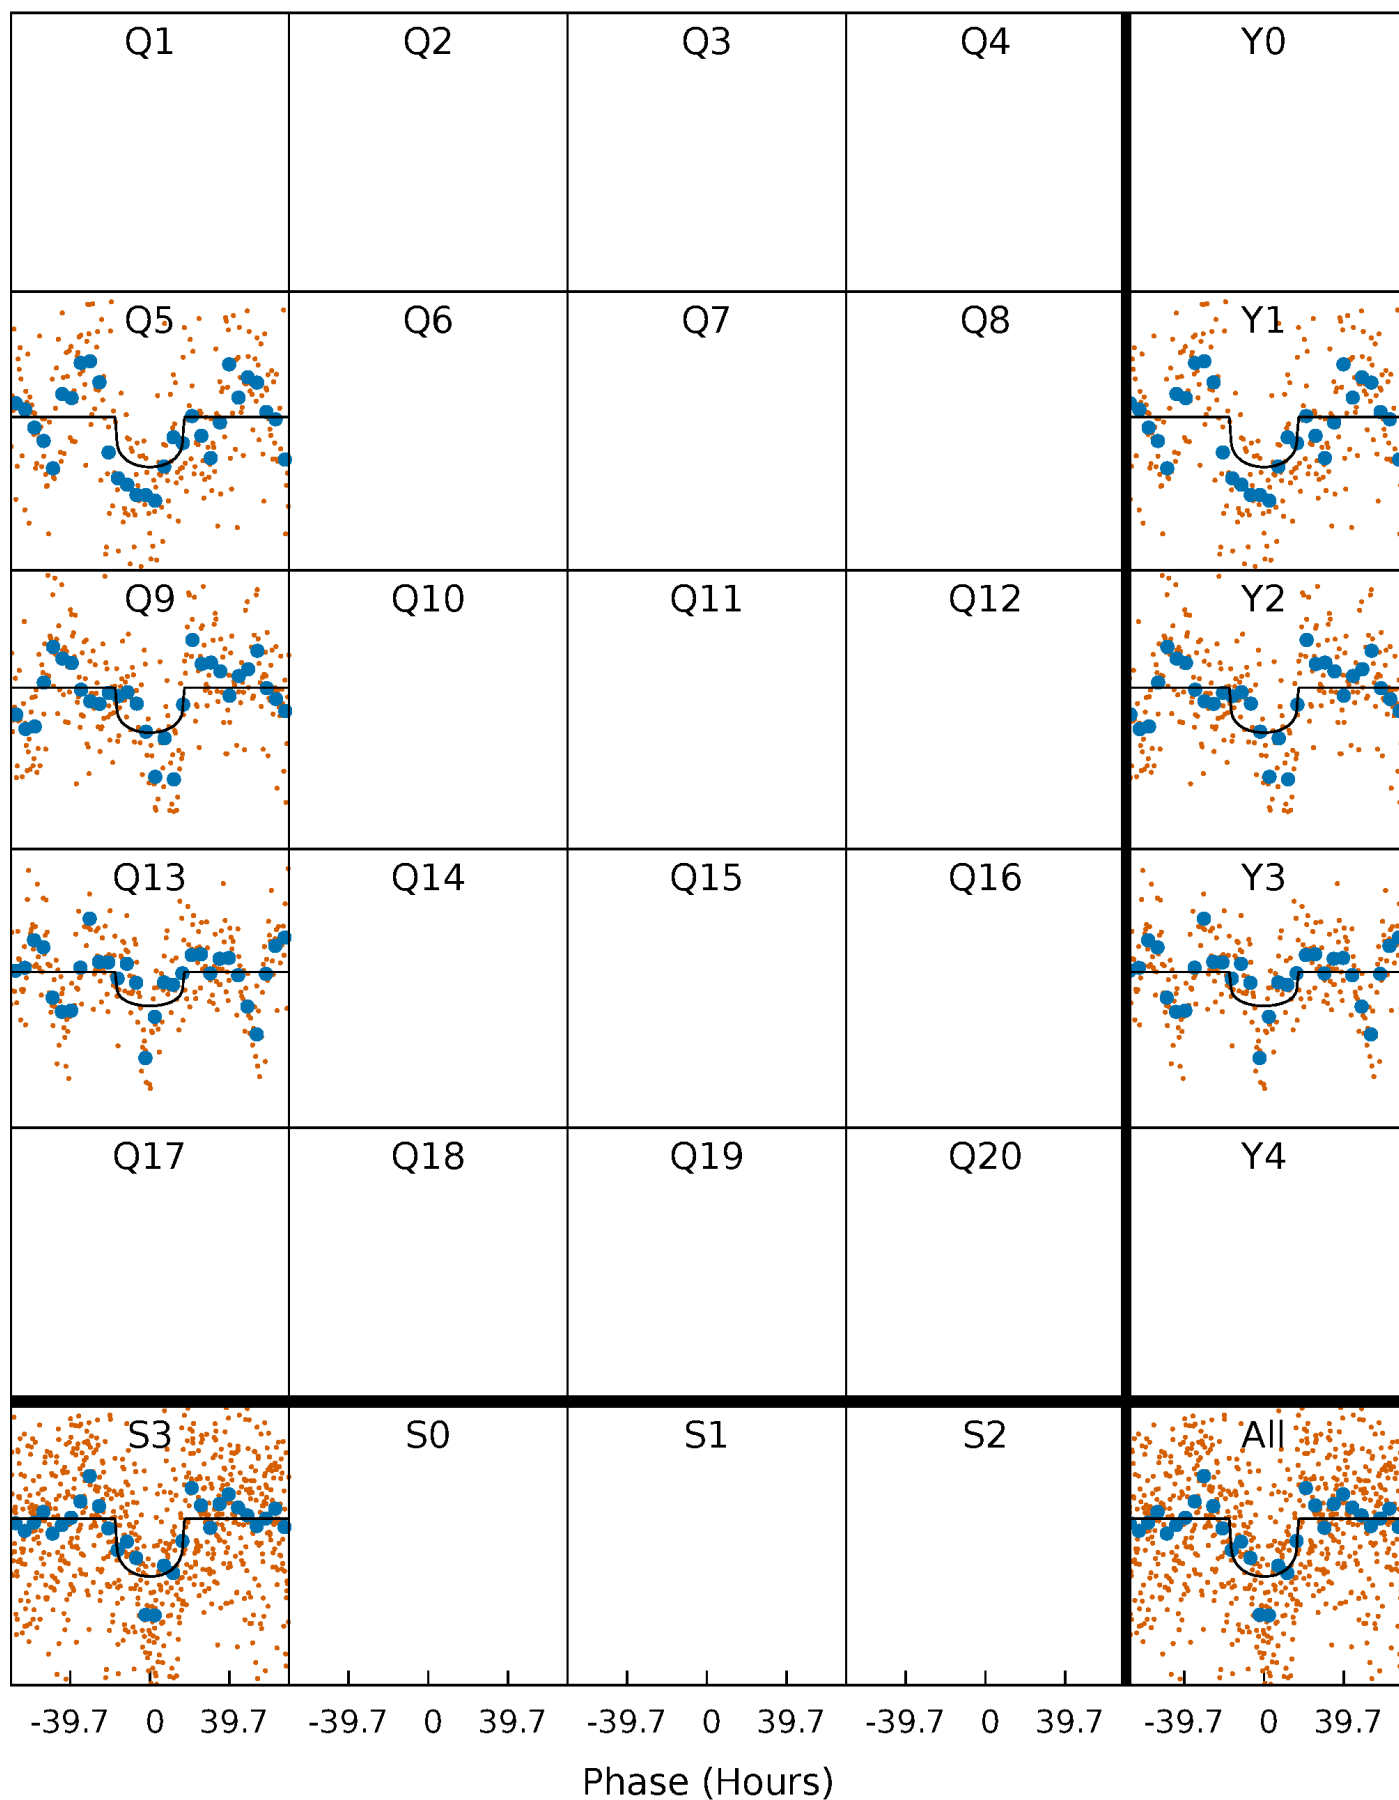 Q1 Q2 Q3 Q4 Y0
Q5 Q6 Q7 Q8 Y1
Q9 Q10 Q11 Q12 Y2
Q13 Q14 Q15 Q16 Y3
Q17 Q18 Q19 Q20 Y4
S3 S0 S1 S2 All
-39.7 0 39.7 -39.7 0 39.7 -39.7 0 39.7 -39.7 0 39.7 -39.7 0 39.7
Phase (Hours)